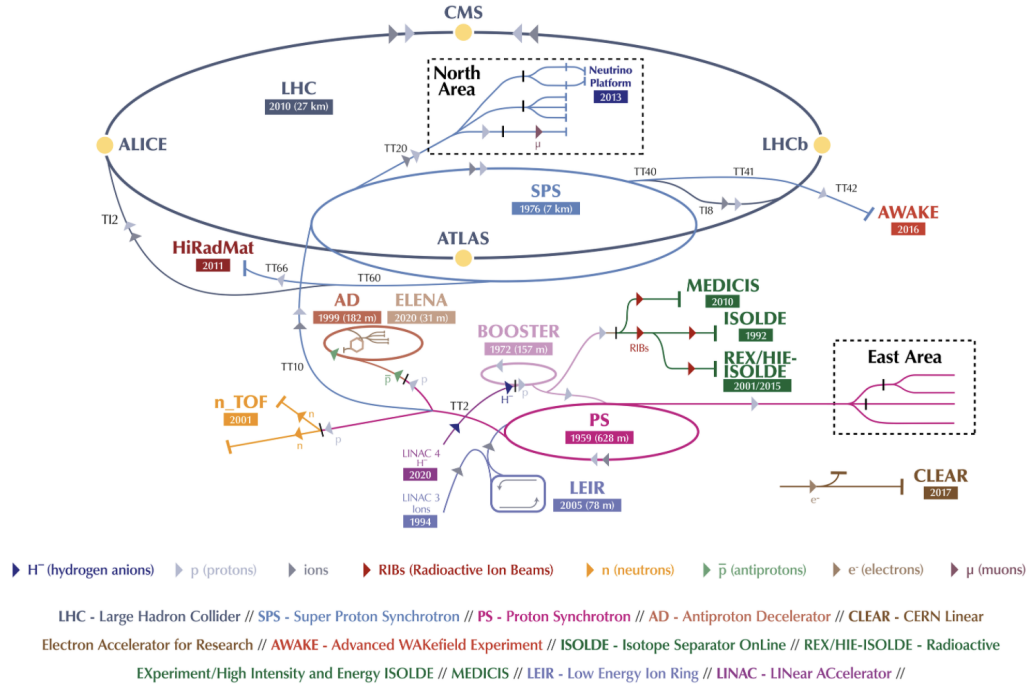 CMS
LHC
2010 (27 km)
North
Area
Neutrino
Platform
2013
μ
ALICE
LHCb
TT20
TT40
TT41
TT42
TI8
SPS
1976 (7 km)
AWAKE
2016
TI2
HiRadMat
2011
ATLAS
TT66
TT60
AD
1999 (182 m)
ELENA
2020 (31 m)
MEDICIS
2010
ISOLDE
1992
RIBs
REX/HIE-
ISOLDE
2001/2015
BOOSTER
1972 (157 m)
East Area
TT10
p̅
p
H⁻
p
TT2
n_TOF
2001
n
n
p
PS
1959 (628 m)
LINAC 4
H⁻
2020
LINAC 3
Ions
1994
LEIR
2005 (78 m)
CLEAR
2017
e⁻
H⁻ (hydrogen anions) p (protons) ions RIBs (Radioactive Ion Beams) n (neutrons) p̅ (antiprotons) e⁻ (electrons) μ (muons)
LHC - Large Hadron Collider // SPS - Super Proton Synchrotron // PS - Proton Synchrotron // AD - Antiproton Decelerator // CLEAR - CERN Linear
Electron Accelerator for Research // AWAKE - Advanced WAKefield Experiment // ISOLDE - Isotope Separator OnLine // REX/HIE-ISOLDE - Radioactive
EXperiment/High Intensity and Energy ISOLDE // MEDICIS // LEIR - Low Energy Ion Ring // LINAC - LINear ACcelerator //